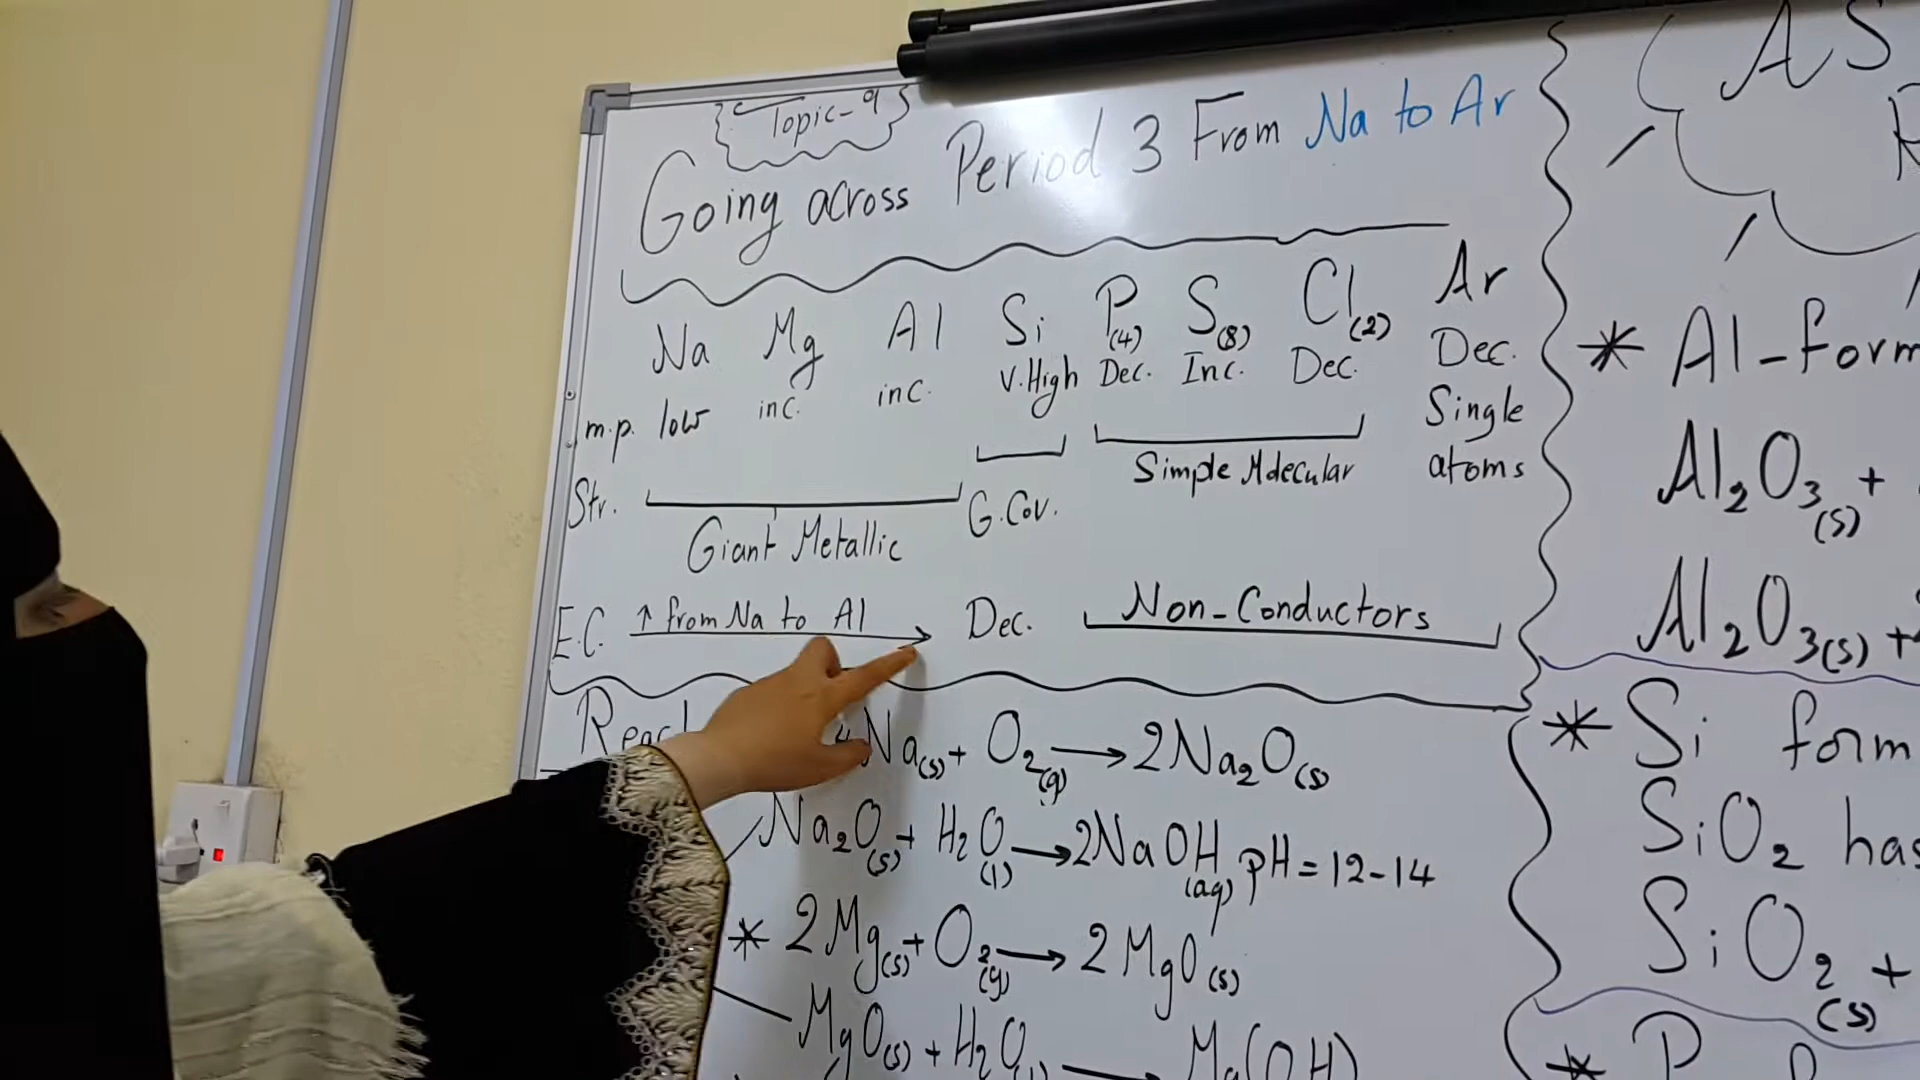 Topic-9
Going across Period 3 From Na to Ar
Na Mg Al Si P(4) S(8) Cl(2) Ar
m.p. low inc. inc. V.High Dec. Inc. Dec. Dec.
Str. Giant Metallic G.Cov. Simple Molecular Single atoms
E.C. ↑ from Na to Al → Dec. Non-Conductors
Na(s) + O2(g) → 2Na2O(s)
Na2O(s) + H2O(l) → 2NaOH(aq) pH = 12-14
* 2Mg(s) + O2(g) → 2MgO(s)
MgO(s) + H2O →
AS
* Al-form
Al2O3(s) +
Al2O3(s) +
* Si form
SiO2 has
SiO2(s) +
* P